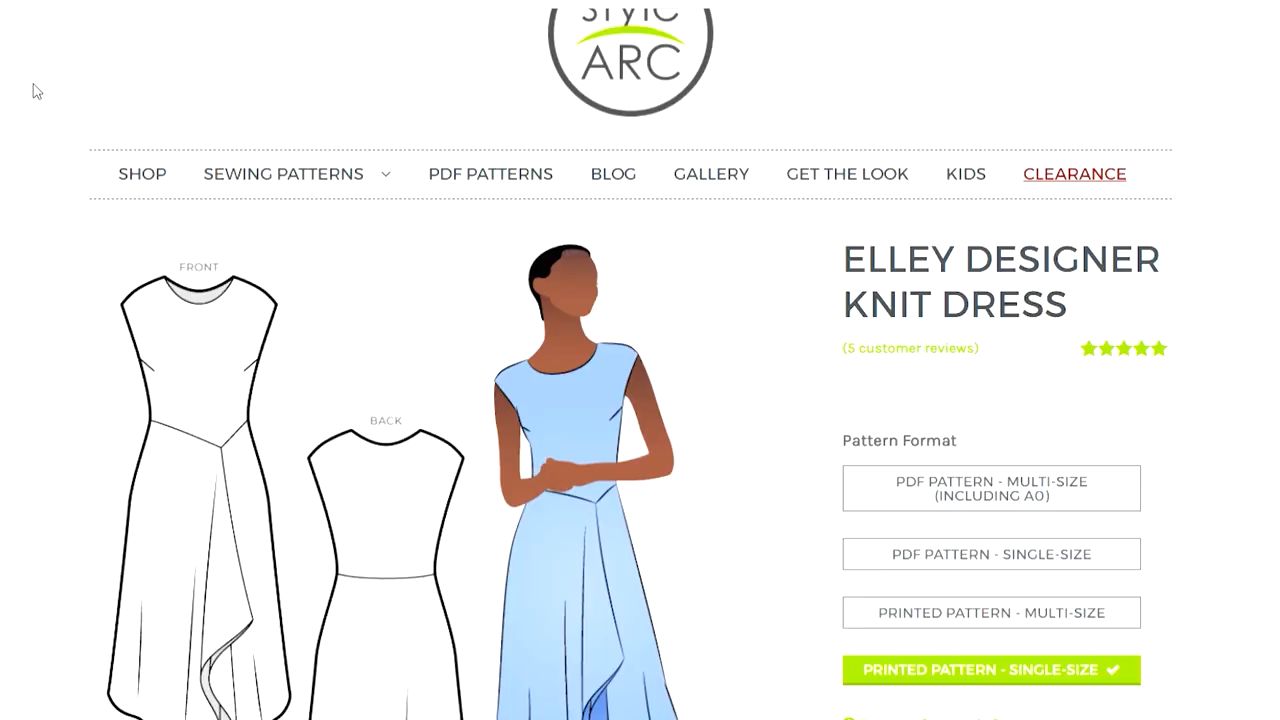 ARC
SHOP SEWING PATTERNS PDF PATTERNS BLOG GALLERY GET THE LOOK KIDS CLEARANCE
FRONT
BACK
ELLEY DESIGNER
KNIT DRESS
(5 customer reviews)
Pattern Format
PDF PATTERN - MULTI-SIZE
(INCLUDING A0)
PDF PATTERN - SINGLE-SIZE
PRINTED PATTERN - MULTI-SIZE
PRINTED PATTERN - SINGLE-SIZE